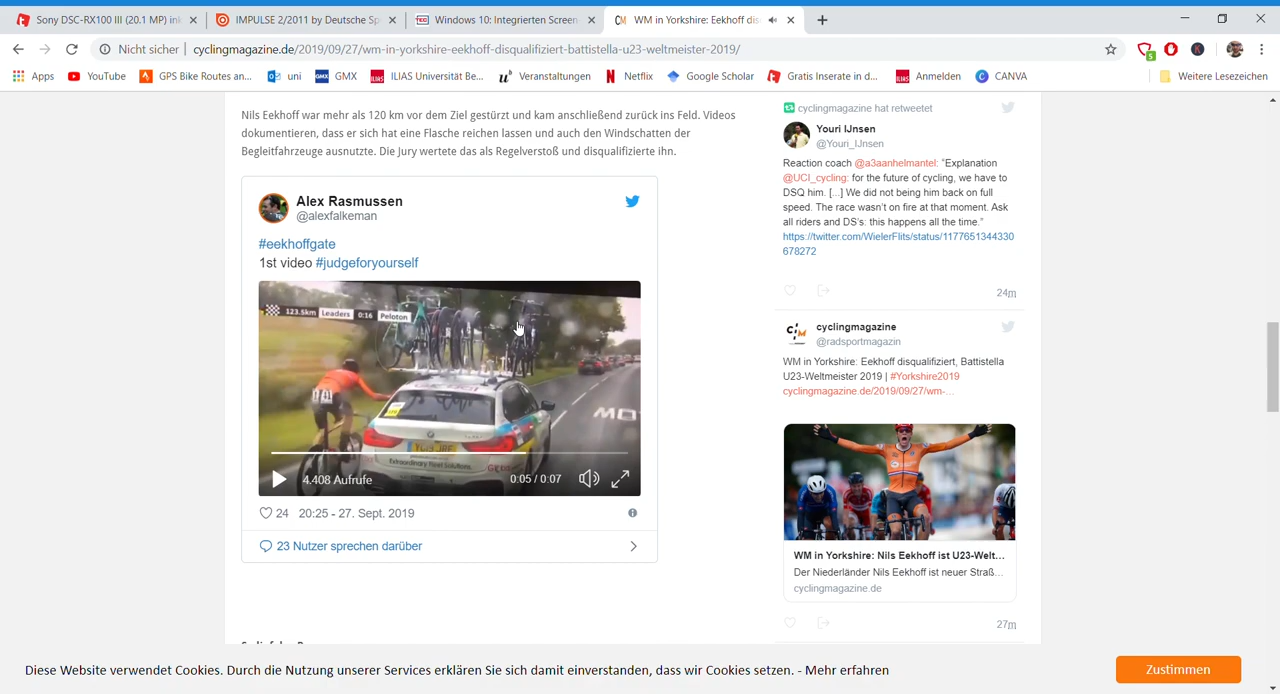 Sony DSC-RX100 III (20.1 MP) ink
IMPULSE 2/2011 by Deutsche Sp
Windows 10: Integrierten Screen
WM in Yorkshire: Eekhoff dis
Nicht sicher | cyclingmagazine.de/2019/09/27/wm-in-yorkshire-eekhoff-disqualifiziert-battistella-u23-weltmeister-2019/
Apps YouTube GPS Bike Routes an... uni GMX ILIAS Universität Be... Veranstaltungen Netflix Google Scholar Gratis Inserate in d... Anmelden CANVA Weitere Lesezeichen
Nils Eekhoff war mehr als 120 km vor dem Ziel gestürzt und kam anschließend zurück ins Feld. Videos
dokumentieren, dass er sich hat eine Flasche reichen lassen und auch den Windschatten der
Begleitfahrzeuge ausnutzte. Die Jury wertete das als Regelverstoß und disqualifizierte ihn.
Alex Rasmussen
@alexfalkeman
#eekhoffgate
1st video #judgeforyourself
123.5km Leaders 0:16 Peloton
4.408 Aufrufe
0:05 / 0:07
24 20:25 - 27. Sept. 2019
23 Nutzer sprechen darüber
cyclingmagazine hat retweetet
Youri IJnsen
@Youri_IJnsen
Reaction coach @a3aanhelmantel: "Explanation
@UCI_cycling: for the future of cycling, we have to
DSQ him. [...] We did not being him back on full
speed. The race wasn't on fire at that moment. Ask
all riders and DS's: this happens all the time."
https://twitter.com/WielerFlits/status/1177651344330
678272
24m
cyclingmagazine
@radsportmagazin
WM in Yorkshire: Eekhoff disqualifiziert, Battistella
U23-Weltmeister 2019 | #Yorkshire2019
cyclingmagazine.de/2019/09/27/wm-...
WM in Yorkshire: Nils Eekhoff ist U23-Welt...
Der Niederländer Nils Eekhoff ist neuer Straß...
cyclingmagazine.de
27m
Diese Website verwendet Cookies. Durch die Nutzung unserer Services erklären Sie sich damit einverstanden, dass wir Cookies setzen. - Mehr erfahren
Zustimmen